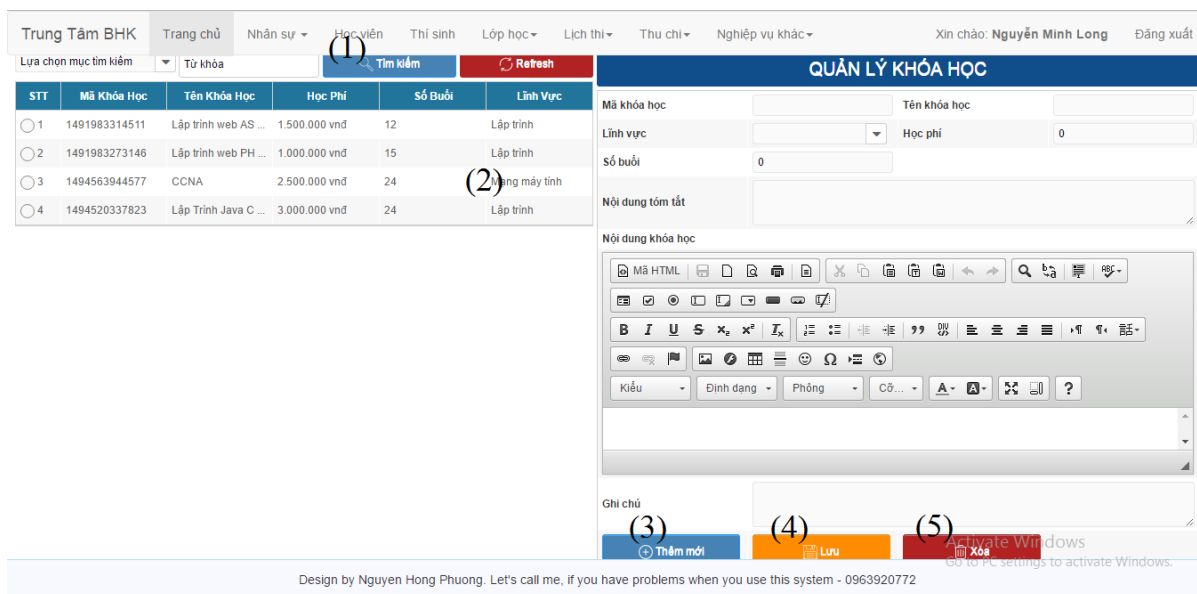 Trung Tâm BHK Trang chủ Nhân sự Học viên Thí sinh Lớp học Lịch thi Thu chi Nghiệp vụ khác Xin chào: Nguyễn Minh Long Đăng xuất
(1)
Lựa chọn mục tìm kiếm Từ khóa Tìm kiếm Refresh
QUẢN LÝ KHÓA HỌC
STT Mã Khóa Học Tên Khóa Học Học Phí Số Buổi Lĩnh Vực
1 1491983314511 Lập trình web AS ... 1.500.000 vnđ 12 Lập trình
2 1491983273146 Lập trình web PH ... 1.000.000 vnđ 15 Lập trình
3 1494563944577 CCNA 2.500.000 vnđ 24 Mạng máy tính
(2)
4 1494520337823 Lập Trình Java C ... 3.000.000 vnđ 24 Lập trình
Mã khóa học Tên khóa học
Lĩnh vực Học phí 0
Số buổi 0
Nội dung tóm tắt
Nội dung khóa học
Mã HTML
Kiểu Định dạng Phông Cỡ...
Ghi chú
(3) (4) (5)
Thêm mới Lưu Xóa
Activate Windows
Go to PC settings to activate Windows.
Design by Nguyen Hong Phuong. Let's call me, if you have problems when you use this system - 0963920772